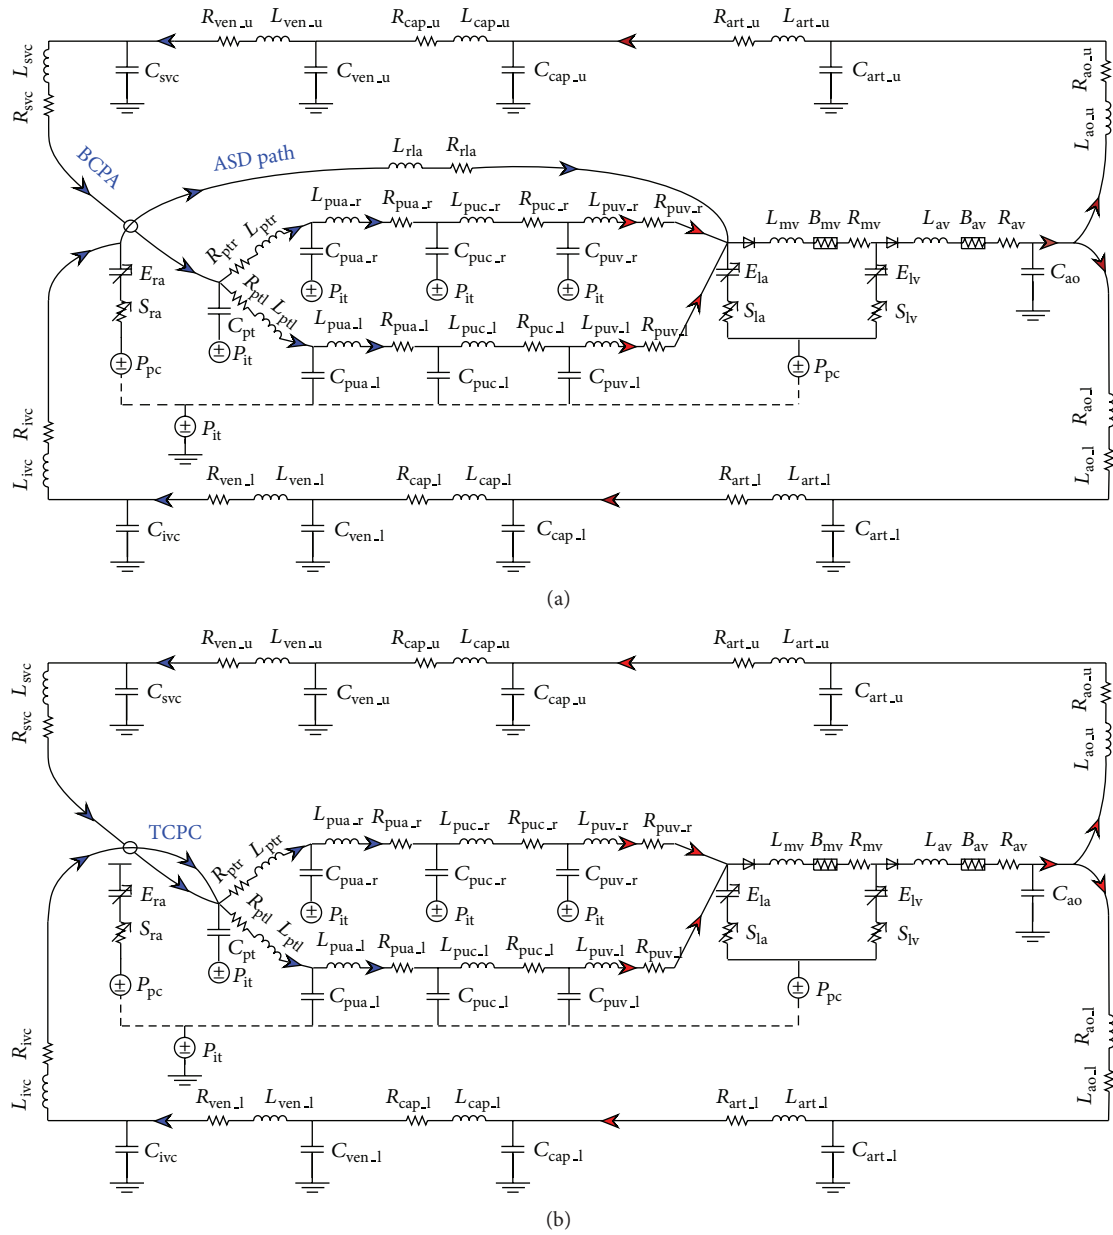 R_ven_u L_ven_u R_cap_u L_cap_u R_art_u L_art_u
L_svc C_svc C_ven_u C_cap_u C_art_u R_ao_u
R_svc L_ao_u
BCPA ASD path L_rla R_rla
L_pua_r R_pua_r L_puc_r R_puc_r L_puv_r R_puv_r L_mv B_mv R_mv L_av B_av R_av
R_ptr L_ptr C_pua_r C_puc_r C_puv_r
E_ra R_ptl L_ptl P_it P_it P_it E_la E_lv C_ao
S_ra C_pt L_pua_l R_pua_l L_puc_l R_puc_l L_puv_l R_puv_l S_la S_lv
P_pc P_it C_pua_l C_puc_l C_puv_l P_pc
R_ivc P_it R_ao_l
L_ivc R_ven_l L_ven_l R_cap_l L_cap_l R_art_l L_art_l L_ao_l
C_ivc C_ven_l C_cap_l C_art_l
(a)
R_ven_u L_ven_u R_cap_u L_cap_u R_art_u L_art_u
L_svc C_svc C_ven_u C_cap_u C_art_u R_ao_u
R_svc L_ao_u
TCPC
L_pua_r R_pua_r L_puc_r R_puc_r L_puv_r R_puv_r L_mv B_mv R_mv L_av B_av R_av
R_ptr L_ptr C_pua_r C_puc_r C_puv_r
E_ra R_ptl L_ptl P_it P_it P_it E_la E_lv C_ao
S_ra C_pt L_pua_l R_pua_l L_puc_l R_puc_l L_puv_l R_puv_l S_la S_lv
P_pc P_it C_pua_l C_puc_l C_puv_l P_pc
R_ivc P_it R_ao_l
L_ivc R_ven_l L_ven_l R_cap_l L_cap_l R_art_l L_art_l L_ao_l
C_ivc C_ven_l C_cap_l C_art_l
(b)